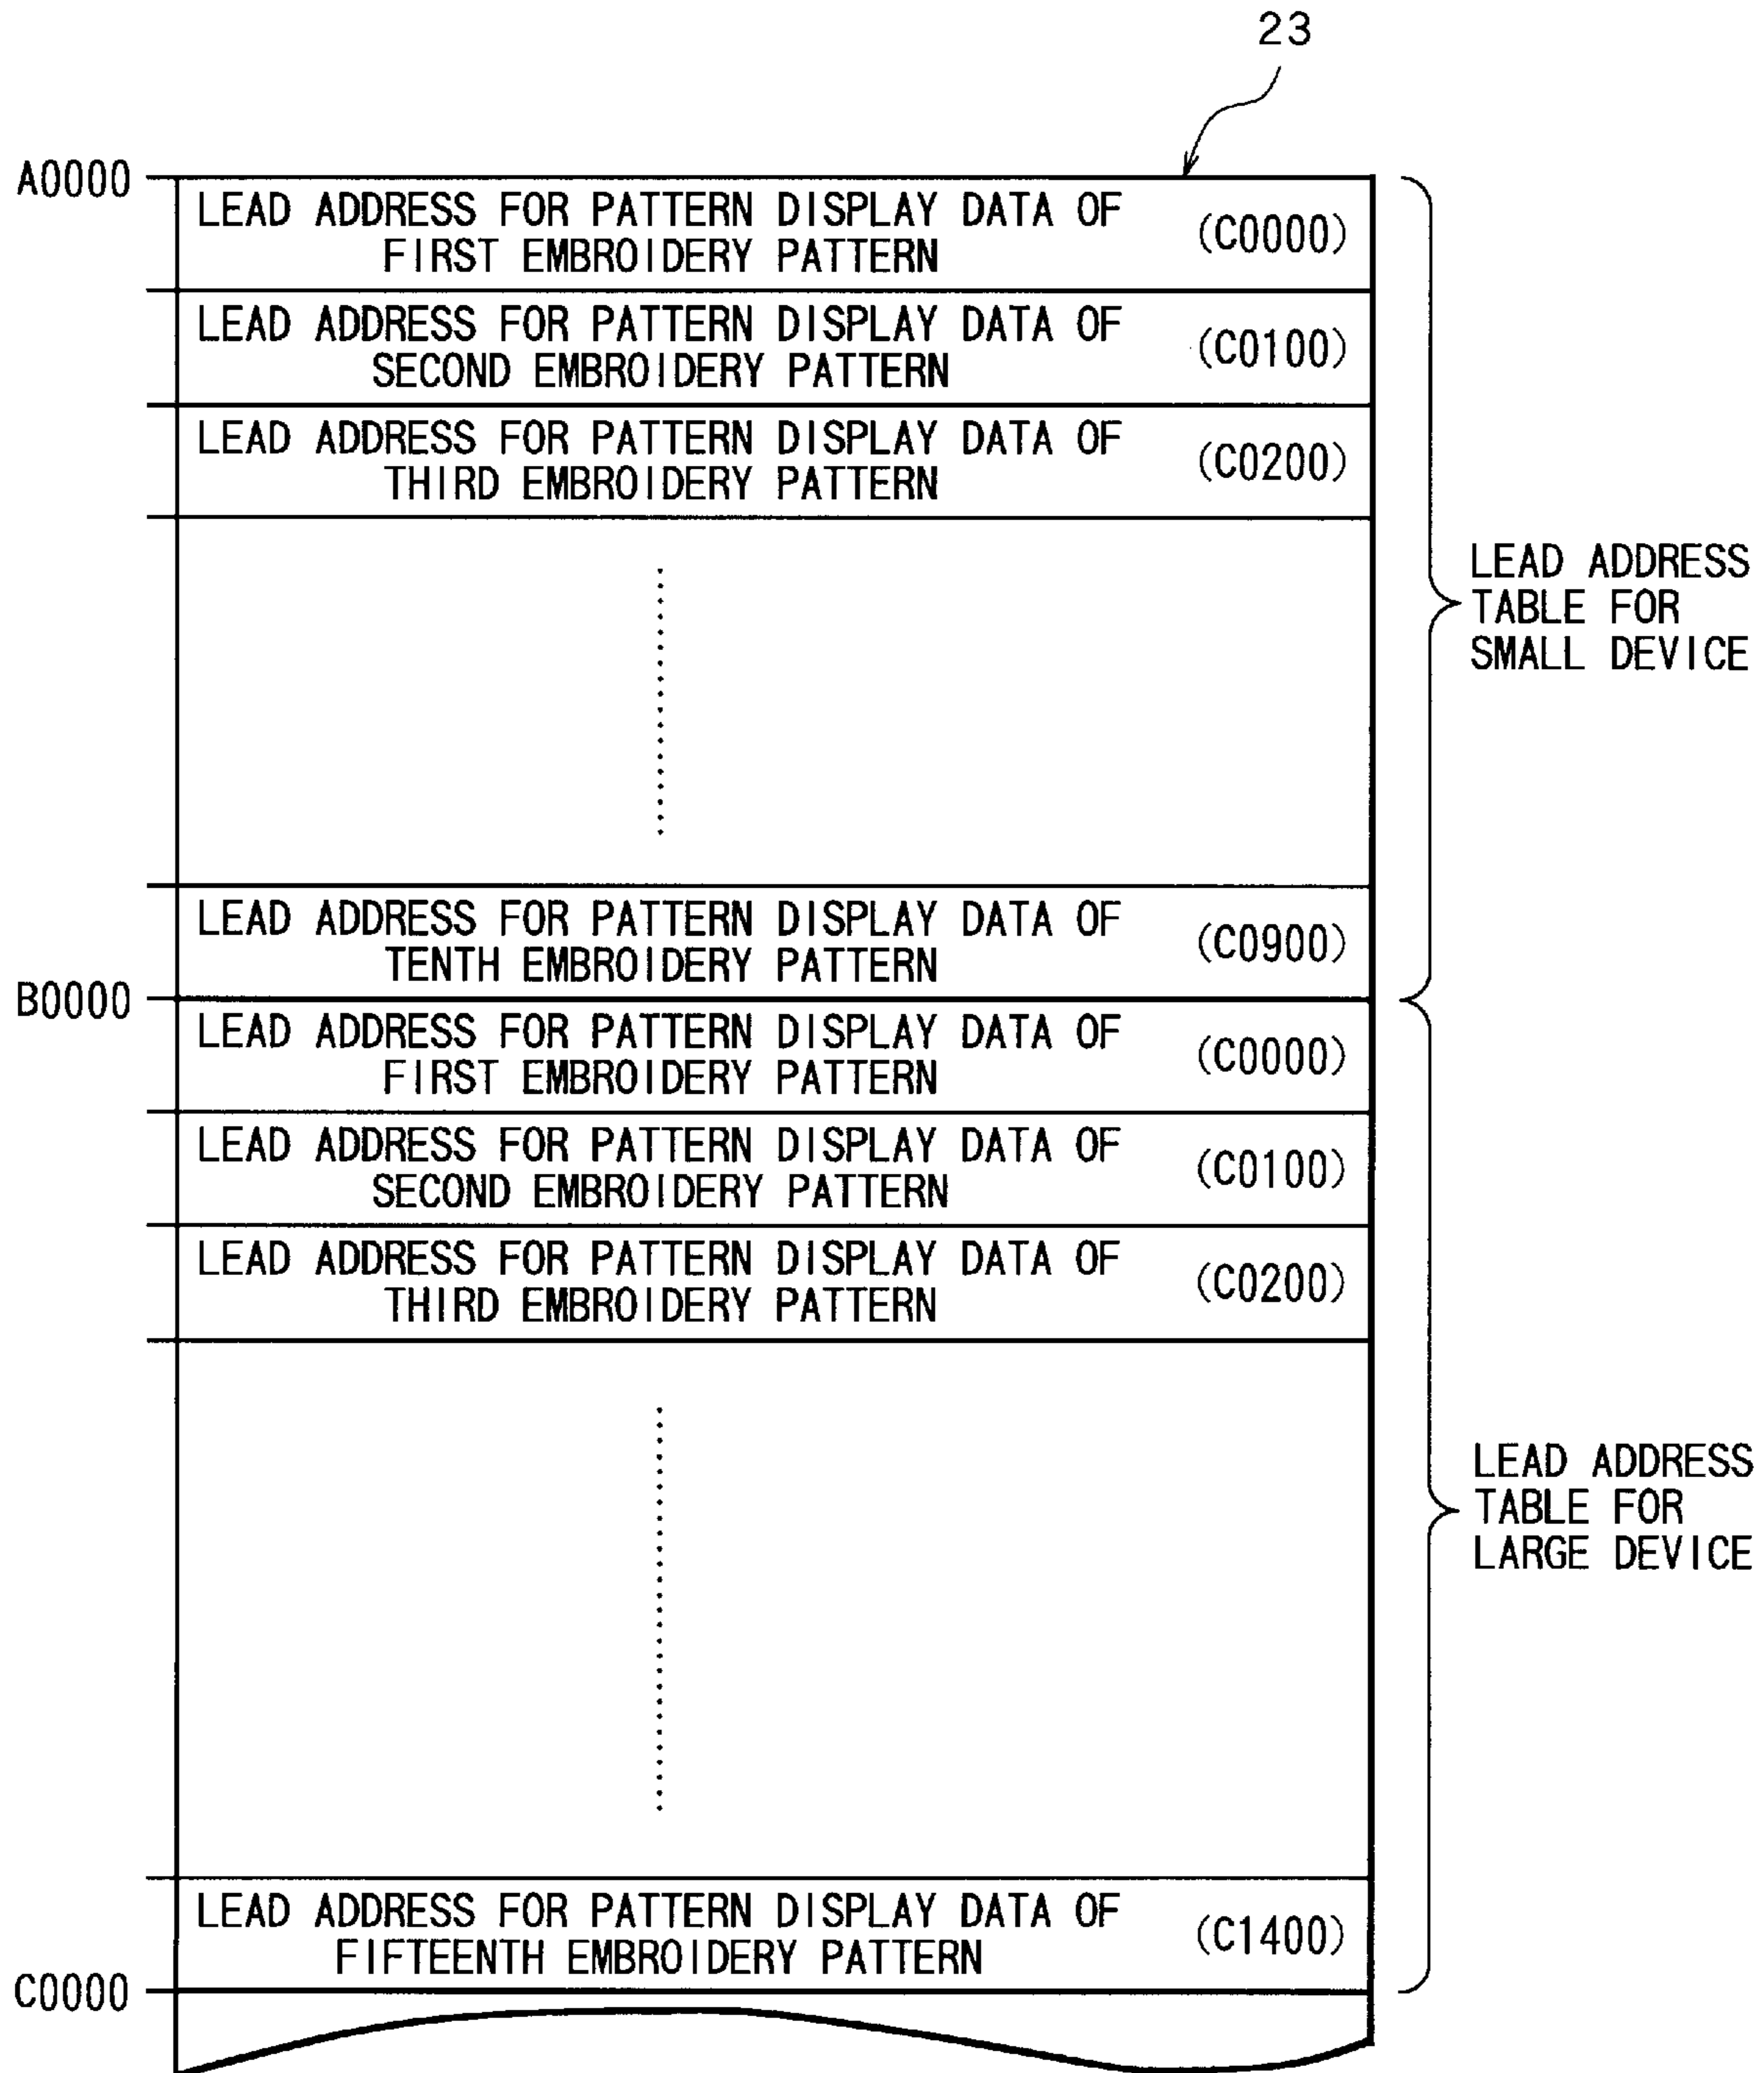 23
A0000
LEAD ADDRESS FOR PATTERN DISPLAY DATA OF
FIRST EMBROIDERY PATTERN
(C0000)
LEAD ADDRESS FOR PATTERN DISPLAY DATA OF
SECOND EMBROIDERY PATTERN
(C0100)
LEAD ADDRESS FOR PATTERN DISPLAY DATA OF
THIRD EMBROIDERY PATTERN
(C0200)
LEAD ADDRESS
TABLE FOR
SMALL DEVICE
LEAD ADDRESS FOR PATTERN DISPLAY DATA OF
TENTH EMBROIDERY PATTERN
(C0900)
B0000
LEAD ADDRESS FOR PATTERN DISPLAY DATA OF
FIRST EMBROIDERY PATTERN
(C0000)
LEAD ADDRESS FOR PATTERN DISPLAY DATA OF
SECOND EMBROIDERY PATTERN
(C0100)
LEAD ADDRESS FOR PATTERN DISPLAY DATA OF
THIRD EMBROIDERY PATTERN
(C0200)
LEAD ADDRESS
TABLE FOR
LARGE DEVICE
LEAD ADDRESS FOR PATTERN DISPLAY DATA OF
FIFTEENTH EMBROIDERY PATTERN
(C1400)
C0000